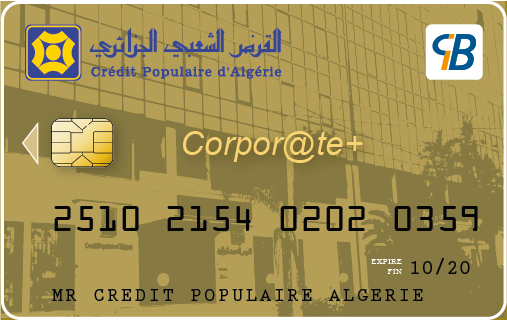 القرض الشعبي الجزائري
Crédit Populaire d'Algérie
CIB
Corpor@te+
2510 2154 0202 0359
EXPIRE
FIN
10/20
MR CREDIT POPULAIRE ALGERIE